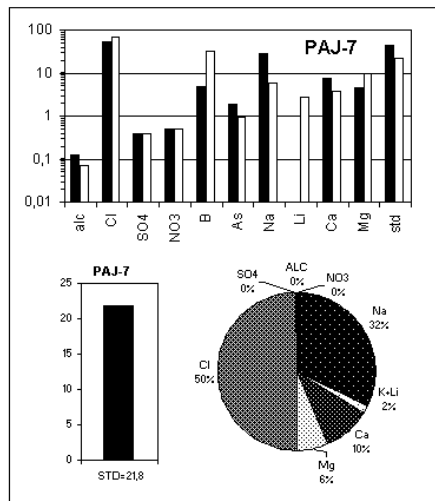 PAJ-7
100
10
1
0,1
0,01
alc
Cl
SO4
NO3
B
As
Na
Li
Ca
Mg
std
PAJ-7
25
20
15
10
5
0
STD=21,8
SO4
0%
ALC
0%
NO3
0%
Na
32%
K+Li
2%
Ca
10%
Mg
6%
Cl
50%